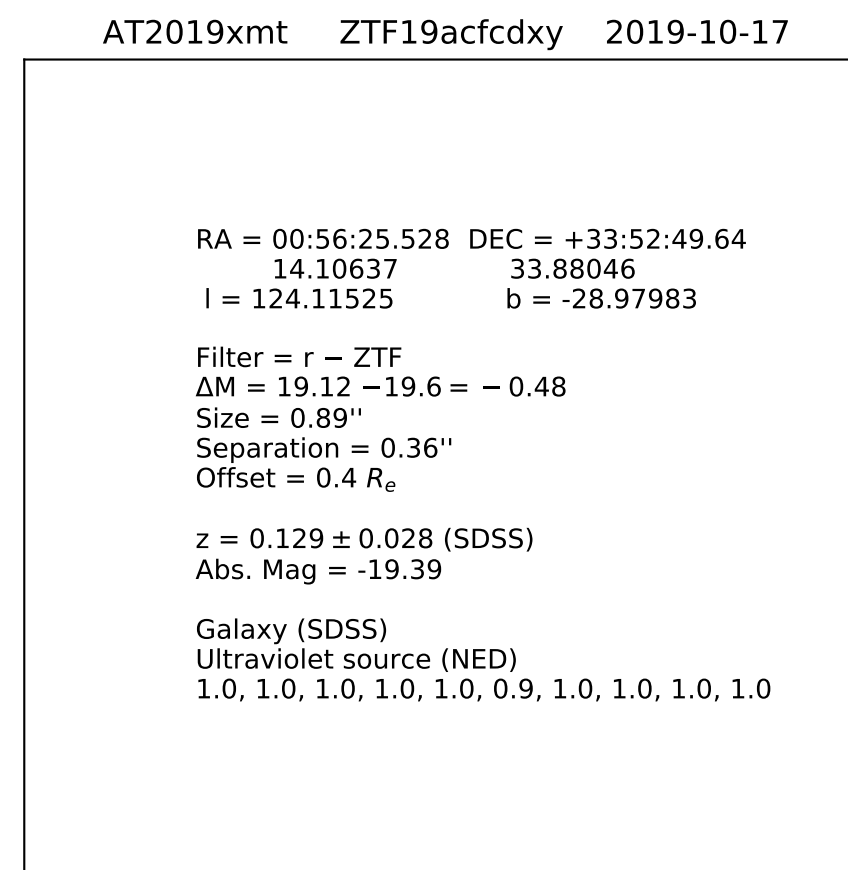 AT2019xmt ZTF19acfcdxy 2019-10-17
RA = 00:56:25.528 DEC = +33:52:49.64
14.10637 33.88046
l = 124.11525 b = -28.97983
Filter = r − ZTF
ΔM = 19.12 −19.6 = − 0.48
Size = 0.89''
Separation = 0.36''
Offset = 0.4 Rₑ
z = 0.129 ± 0.028 (SDSS)
Abs. Mag = -19.39
Galaxy (SDSS)
Ultraviolet source (NED)
1.0, 1.0, 1.0, 1.0, 1.0, 0.9, 1.0, 1.0, 1.0, 1.0